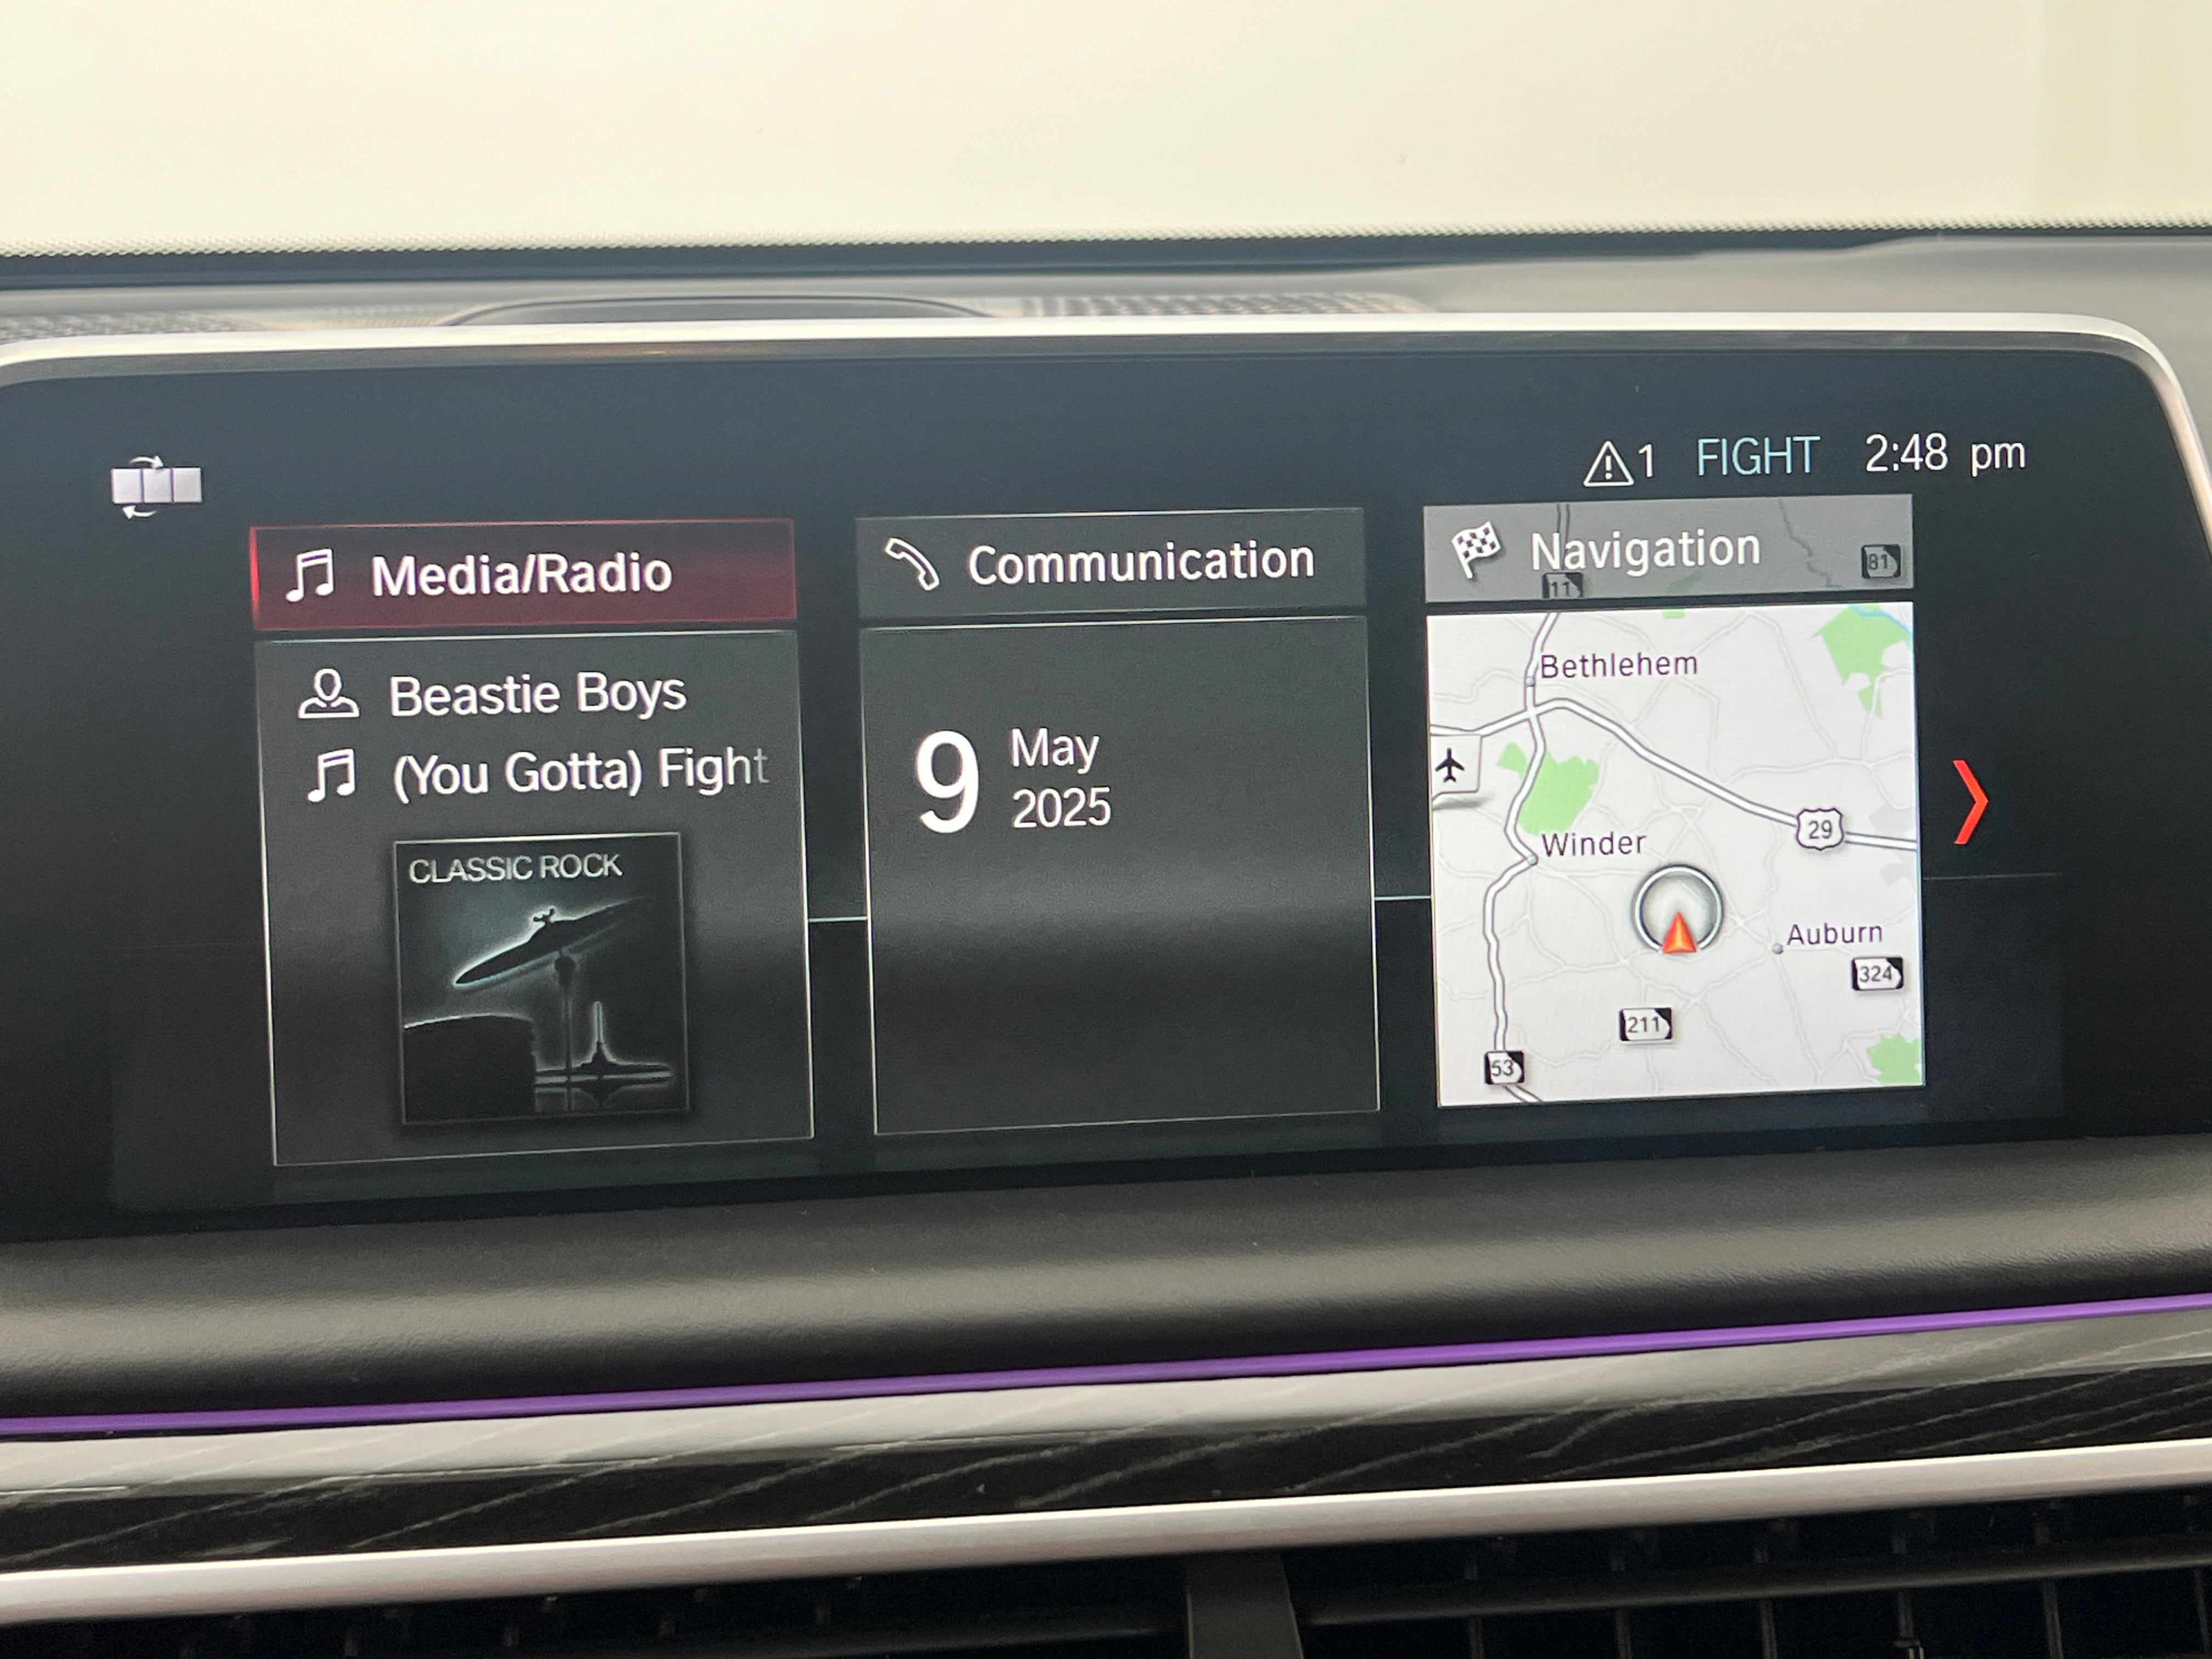 1 FIGHT 2:48 pm
Media/Radio
Beastie Boys
(You Gotta) Fight
CLASSIC ROCK
Communication
9 May
2025
Navigation
11
81
Bethlehem
29
Winder
Auburn
324
211
53